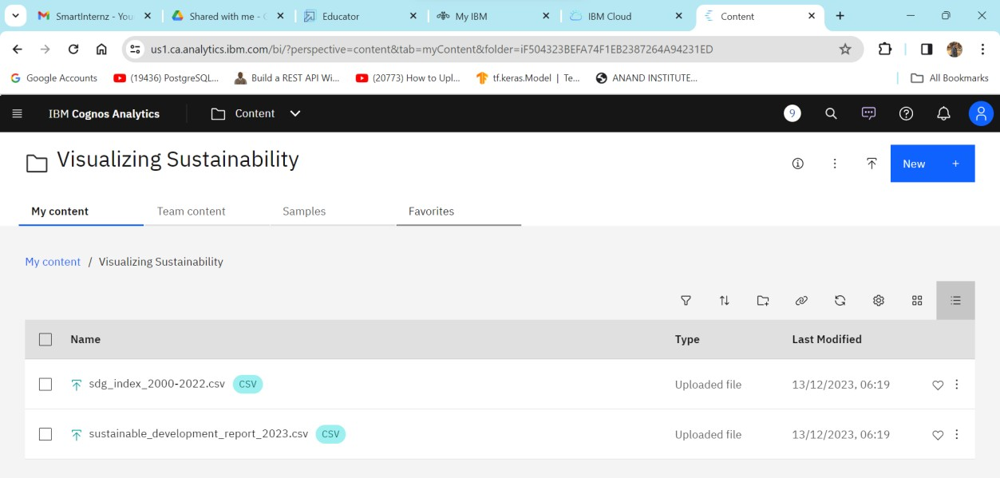 SmartInternz - You
Shared with me - G
Educator
My IBM
IBM Cloud
Content
us1.ca.analytics.ibm.com/bi/?perspective=content&tab=myContent&folder=iF504323BEFA74F1EB2387264A94231ED
Google Accounts
(19436) PostgreSQL...
Build a REST API Wi...
(20773) How to Upl...
tf.keras.Model | Te...
ANAND INSTITUTE...
All Bookmarks
IBM Cognos Analytics
Content
9
Visualizing Sustainability
New +
My content
Team content
Samples
Favorites
My content / Visualizing Sustainability
Name
Type
Last Modified
sdg_index_2000-2022.csv CSV Uploaded file 13/12/2023, 06:19
sustainable_development_report_2023.csv CSV Uploaded file 13/12/2023, 06:19